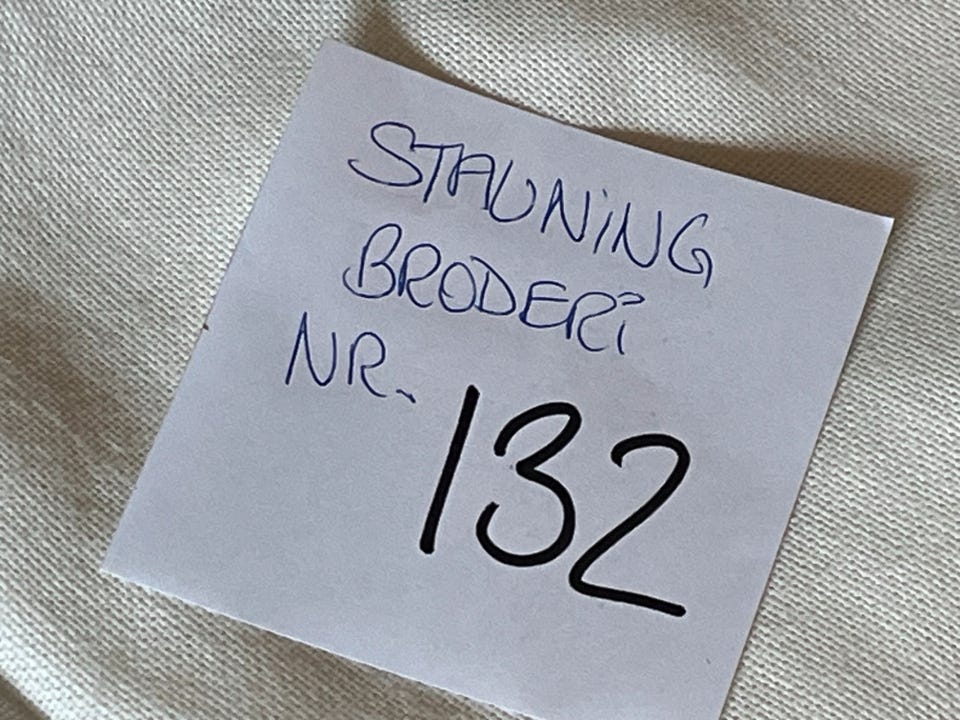 STAUNiNG
BRODERi
NR. 132